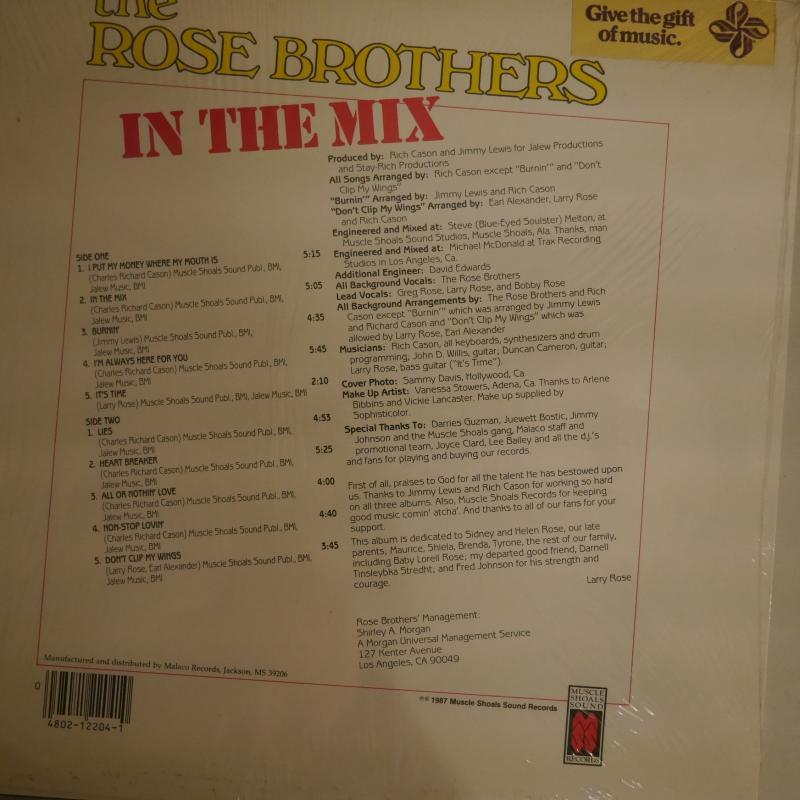 the
ROSE BROTHERS
Give the gift
of music.
IN THE MIX
SIDE ONE
1. I PUT MY MONEY WHERE MY MOUTH IS 5:15
(Charles Richard Cason) Muscle Shoals Sound Publ., BMI,
Jalew Music, BMI
2. IN THE MIX 5:05
(Charles Richard Cason) Muscle Shoals Sound Publ., BMI,
Jalew Music, BMI
3. BURNIN' 4:35
(Jimmy Lewis) Muscle Shoals Sound Publ., BMI,
Jalew Music, BMI
4. I'M ALWAYS HERE FOR YOU 5:45
(Charles Richard Cason) Muscle Shoals Sound Publ., BMI,
Jalew Music, BMI
5. IT'S TIME 2:10
(Larry Rose) Muscle Shoals Sound Publ., BMI, Jalew Music, BMI
SIDE TWO
1. LIES 4:53
(Charles Richard Cason) Muscle Shoals Sound Publ., BMI,
Jalew Music, BMI
2. HEART BREAKER 5:25
(Charles Richard Cason) Muscle Shoals Sound Publ., BMI,
Jalew Music, BMI
3. ALL OR NOTHIN' LOVE 4:00
(Charles Richard Cason) Muscle Shoals Sound Publ., BMI,
Jalew Music, BMI
4. NON-STOP LOVIN' 4:40
(Charles Richard Cason) Muscle Shoals Sound Publ., BMI,
Jalew Music, BMI
5. DON'T CLIP MY WINGS 3:45
(Larry Rose, Earl Alexander) Muscle Shoals Sound Publ., BMI,
Jalew Music, BMI
Produced by: Rich Cason and Jimmy Lewis for Jalew Productions
and Stay-Rich Productions
All Songs Arranged by: Rich Cason except "Burnin'" and "Don't
Clip My Wings"
"Burnin'" Arranged by: Jimmy Lewis and Rich Cason
"Don't Clip My Wings" Arranged by: Earl Alexander, Larry Rose
and Rich Cason
Engineered and Mixed at: Steve (Blue-Eyed Soulster) Melton, at
Muscle Shoals Sound Studios, Muscle Shoals, Ala. Thanks, man
Engineered and Mixed at: Michael McDonald at Trax Recording
Studios in Los Angeles, Ca.
Additional Engineer: David Edwards
All Background Vocals: The Rose Brothers
Lead Vocals: Greg Rose, Larry Rose, and Bobby Rose
All Background Arrangements by: The Rose Brothers and Rich
Cason except "Burnin'" which was arranged by Jimmy Lewis
and Richard Cason and "Don't Clip My Wings" which was
allowed by Larry Rose, Earl Alexander
Musicians: Rich Cason, all keyboards, synthesizers and drum
programming; John D. Willis, guitar; Duncan Cameron, guitar;
Larry Rose, bass guitar ("It's Time").
Cover Photo: Sammy Davis, Hollywood, Ca.
Make Up Artist: Vanessa Stowers, Adena, Ca. Thanks to Arlene
Bibbins and Vickie Lancaster. Make up supplied by
Sophisticolor.
Special Thanks To: Darries Guzman, Juewett Bostic, Jimmy
Johnson and the Muscle Shoals gang, Malaco staff and
promotional team, Joyce Clard, Lee Bailey and all the d.j.'s
and fans for playing and buying our records.
First of all, praises to God for all the talent He has bestowed upon
us. Thanks to Jimmy Lewis and Rich Cason for working so hard
on all three albums. Also, Muscle Shoals Records for keeping
good music comin' atcha'. And thanks to all of our fans for your
support.
This album is dedicated to Sidney and Helen Rose, our late
parents, Maurice, Shiela, Brenda, Tyrone, the rest of our family,
including Baby Lorell Rose; my departed good friend, Darnell
Tinsleybka Stredht; and Fred Johnson for his strength and
courage.
Larry Rose
Rose Brothers' Management:
Shirley A. Morgan
A Morgan Universal Management Service
127 Kenter Avenue
Los Angeles, CA 90049
Manufactured and distributed by Malaco Records, Jackson, MS 39206
0
4802-12204-1
℗© 1987 Muscle Shoals Sound Records
MUSCLE
SHOALS
SOUND
RECORDS